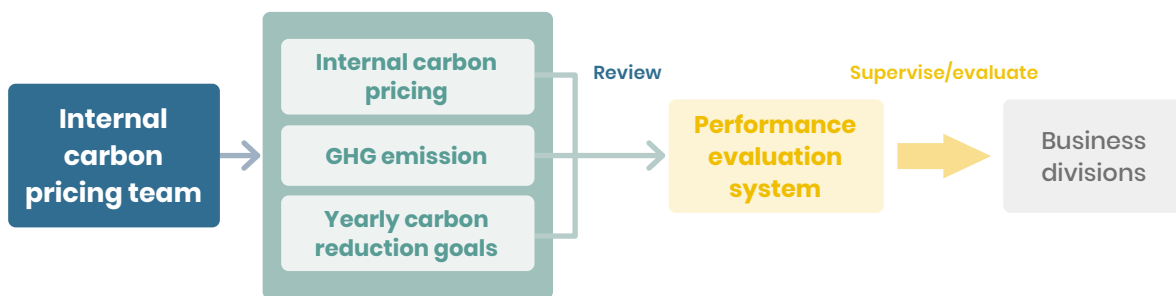 Internal
carbon
pricing team
Internal carbon
pricing
GHG emission
Yearly carbon
reduction goals
Review
Performance
evaluation
system
Supervise/evaluate
Business
divisions